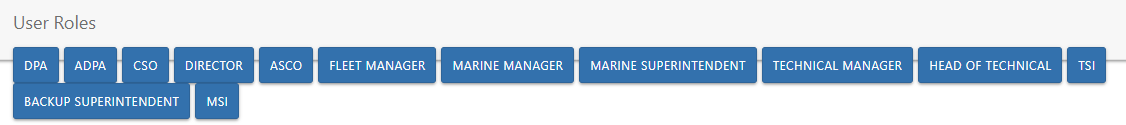 User Roles
DPA ADPA CSO DIRECTOR ASCO FLEET MANAGER MARINE MANAGER MARINE SUPERINTENDENT TECHNICAL MANAGER HEAD OF TECHNICAL TSI
BACKUP SUPERINTENDENT MSI